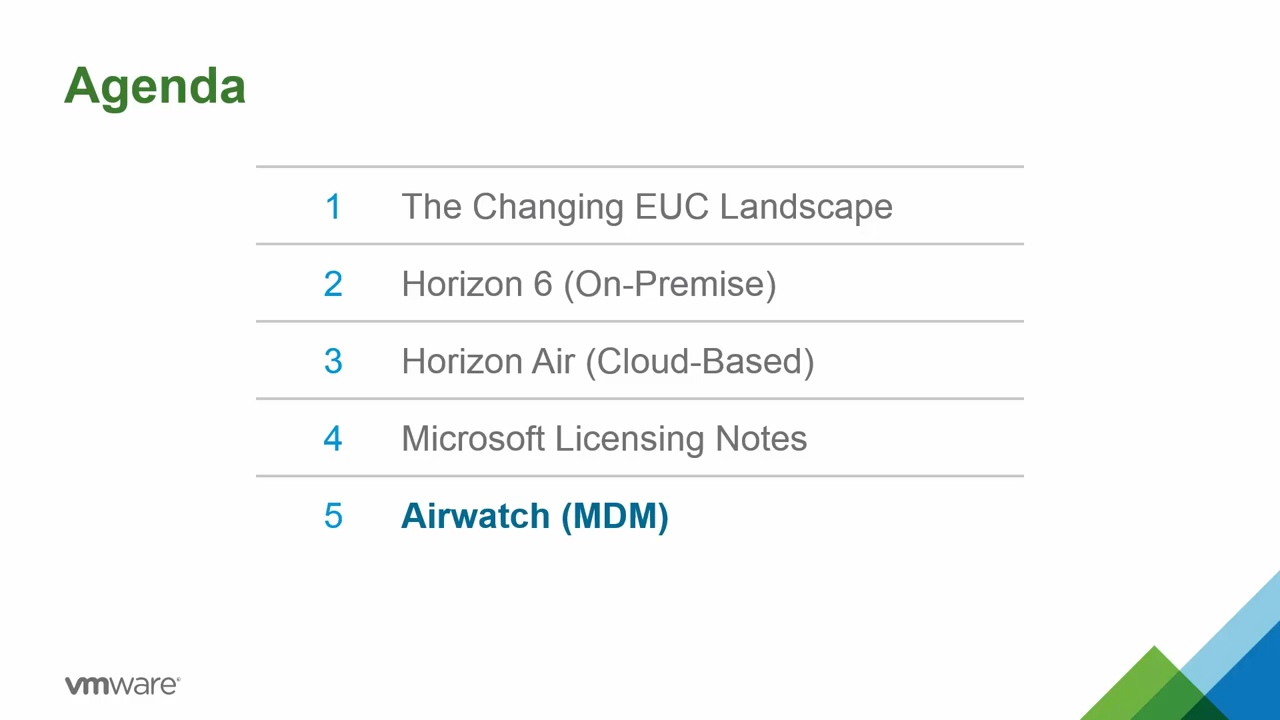 Agenda
1 The Changing EUC Landscape
2 Horizon 6 (On-Premise)
3 Horizon Air (Cloud-Based)
4 Microsoft Licensing Notes
5 Airwatch (MDM)
vmware®